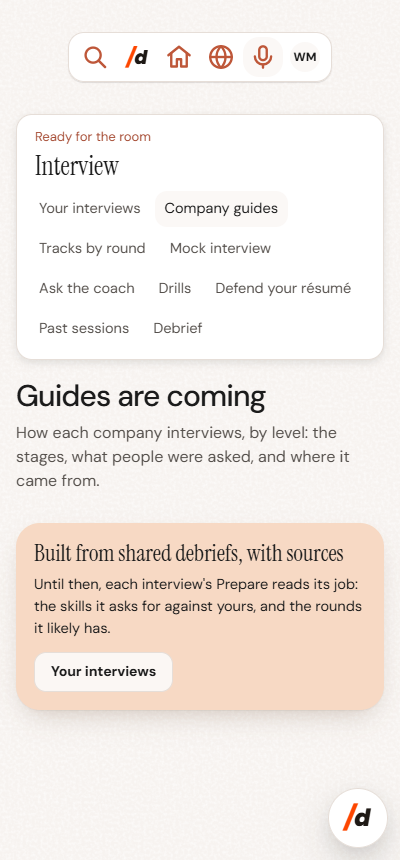 /d
WM
Ready for the room
Interview
Your interviews Company guides
Tracks by round Mock interview
Ask the coach Drills Defend your résumé
Past sessions Debrief
Guides are coming
How each company interviews, by level: the
stages, what people were asked, and where it
came from.
Built from shared debriefs, with sources
Until then, each interview's Prepare reads its job:
the skills it asks for against yours, and the rounds
it likely has.
Your interviews
/d